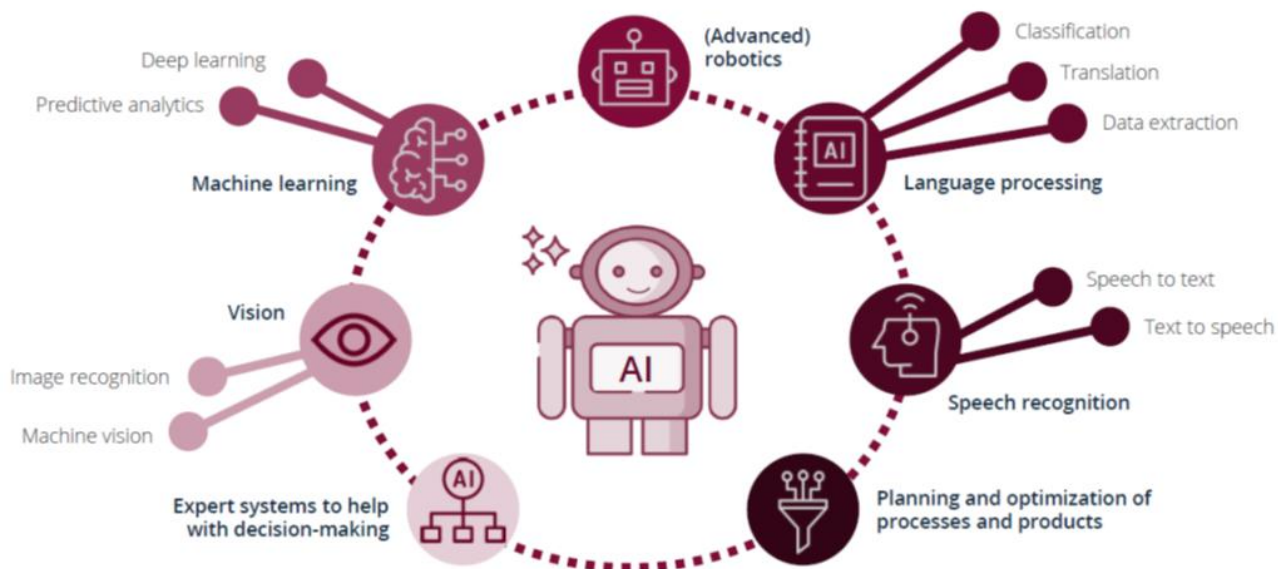 (Advanced)
robotics
Classification
Translation
Data extraction
AI
Language processing
Speech to text
Text to speech
Speech recognition
Planning and optimization of
processes and products
AI
Expert systems to help
with decision-making
Vision
Image recognition
Machine vision
Deep learning
Predictive analytics
Machine learning
AI